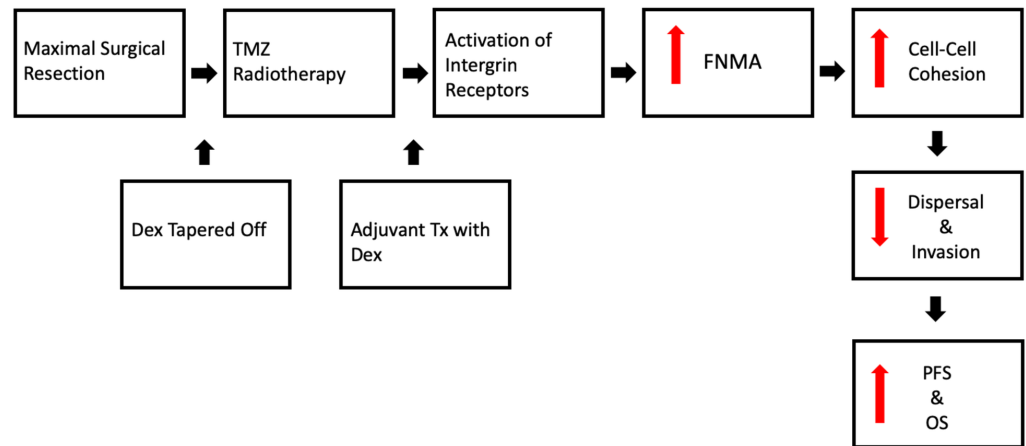 Maximal Surgical
Resection
TMZ
Radiotherapy
Activation of
Intergrin
Receptors
FNMA
Cell-Cell
Cohesion
Dex Tapered Off
Adjuvant Tx with
Dex
Dispersal
&
Invasion
PFS
&
OS